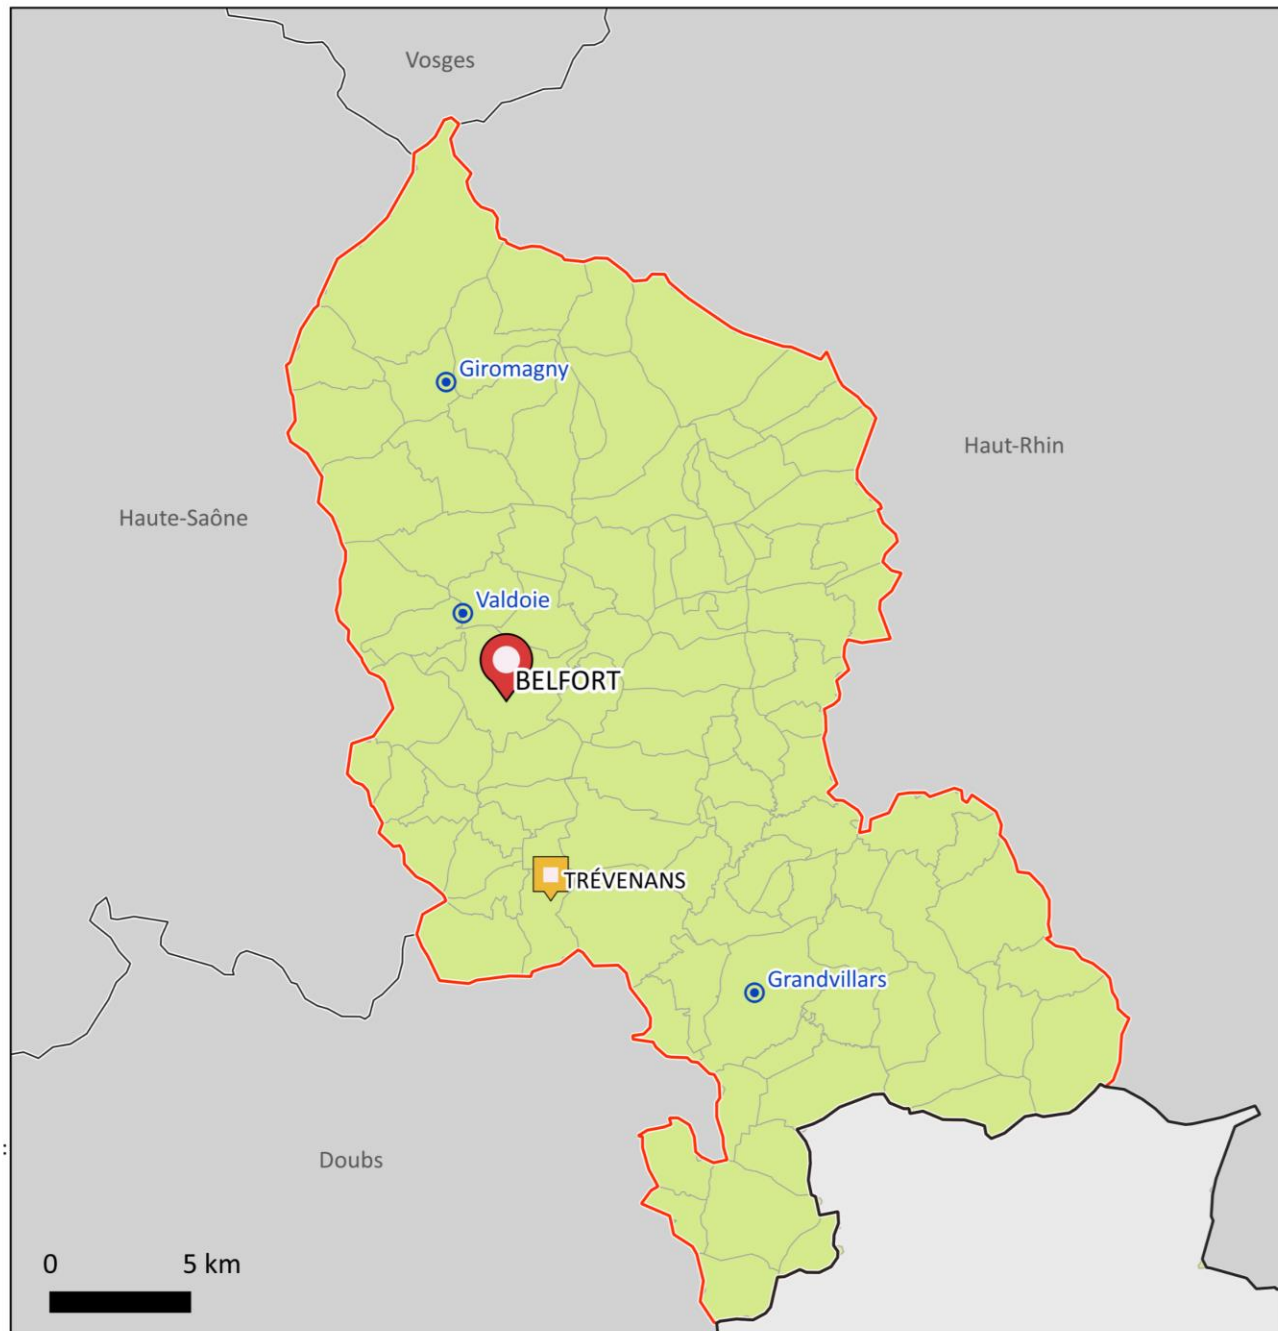 Vosges
Giromagny
Haut-Rhin
Haute-Saône
Valdoie
BELFORT
TRÉVENANS
Grandvillars
:
Doubs
0 5 km